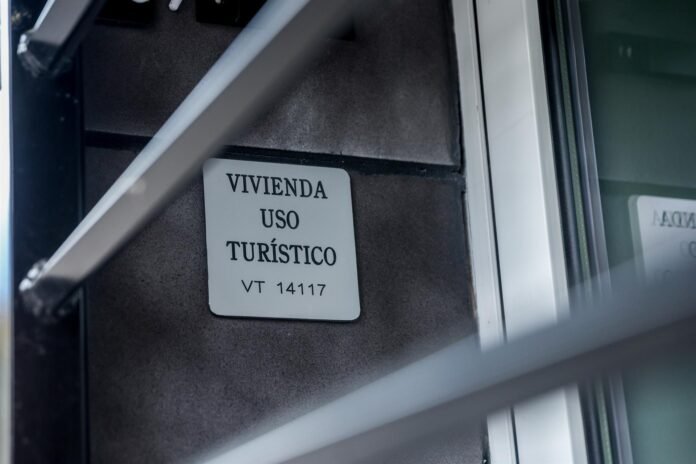 VIVIENDA
USO
TURÍSTICO
VT 14117